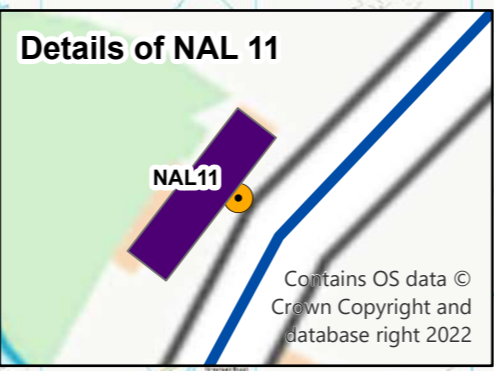 Details of NAL 11
NAL11
Contains OS data ©
Crown Copyright and
database right 2022